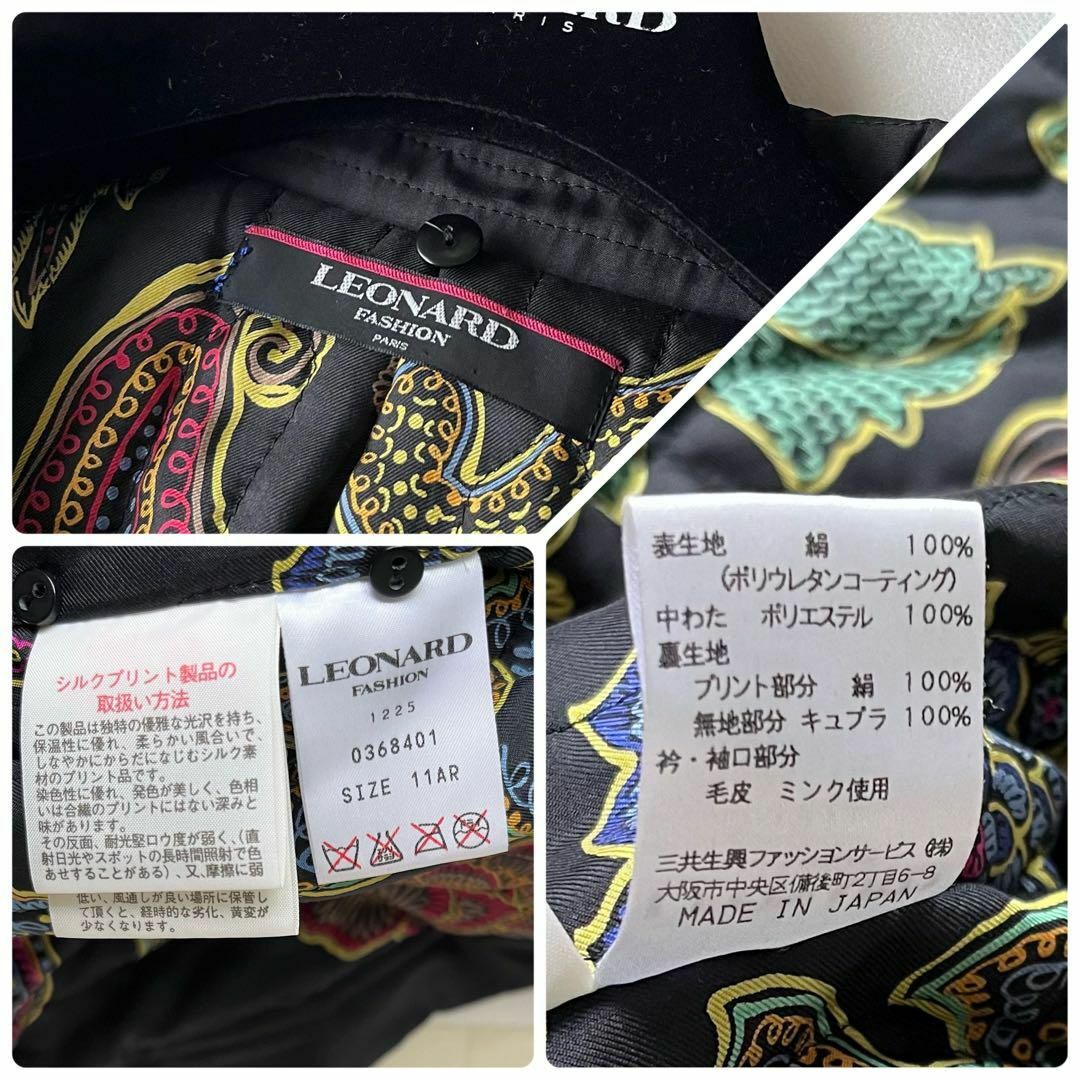 PARIS
LEONARD
FASHION
PARIS
シルクプリント製品の
取扱い方法
この製品は独特の優雅な光沢を持ち、
保温性に優れ、柔らかい風合いで
しなやかにからだになじむシルク素
材のプリント品です。
染色性に優れ、発色が美しく、色相
いは合繊のプリントにはない深みと
味があります。
その反面、耐光堅ロウ度が弱く、(直
射日光やスポットの長時間照射で色
あせすることがある)、又、摩擦に弱
低い、風通しが良い場所に保管し
て頂くと、経時的な劣化、黄変が
少なくなります。
LEONARD
FASHION
1225
0368401
SIZE 11AR
表生地 絹 100%
(ポリウレタンコーティング)
中わた ポリエステル 100%
裏生地
プリント部分 絹 100%
無地部分 キュプラ 100%
衿・袖口部分
毛皮 ミンク使用
三共生興ファッションサービス(株)
大阪市中央区備後町2丁目6-8
MADE IN JAPAN